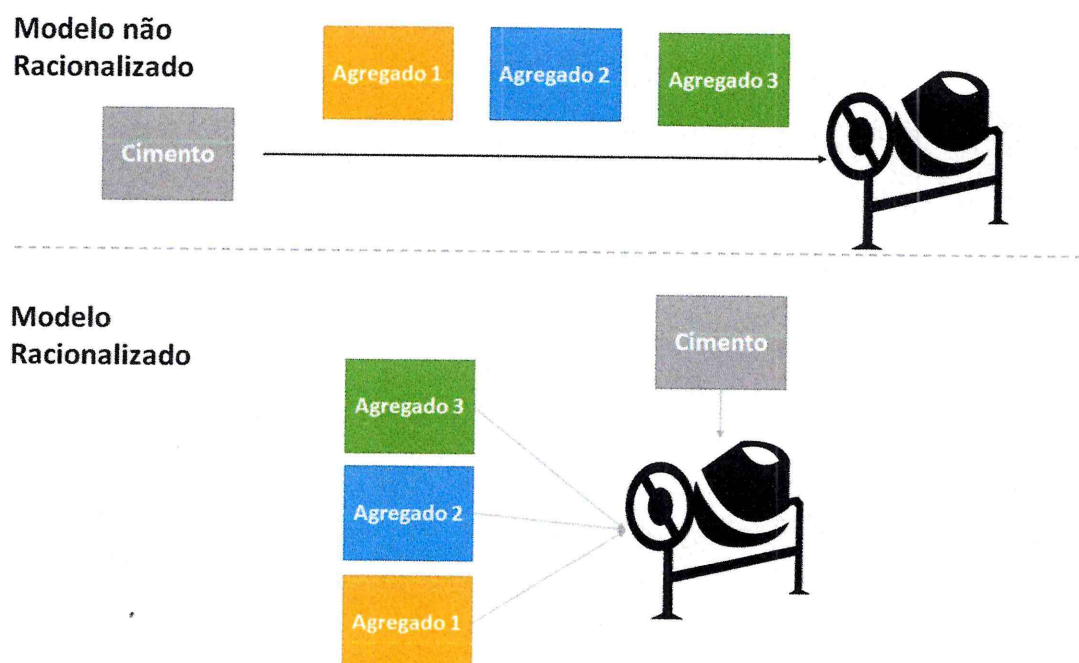 Modelo não
Racionalizado
Agregado 1
Agregado 2
Agregado 3
Cimento
Modelo
Racionalizado
Cimento
Agregado 3
Agregado 2
Agregado 1